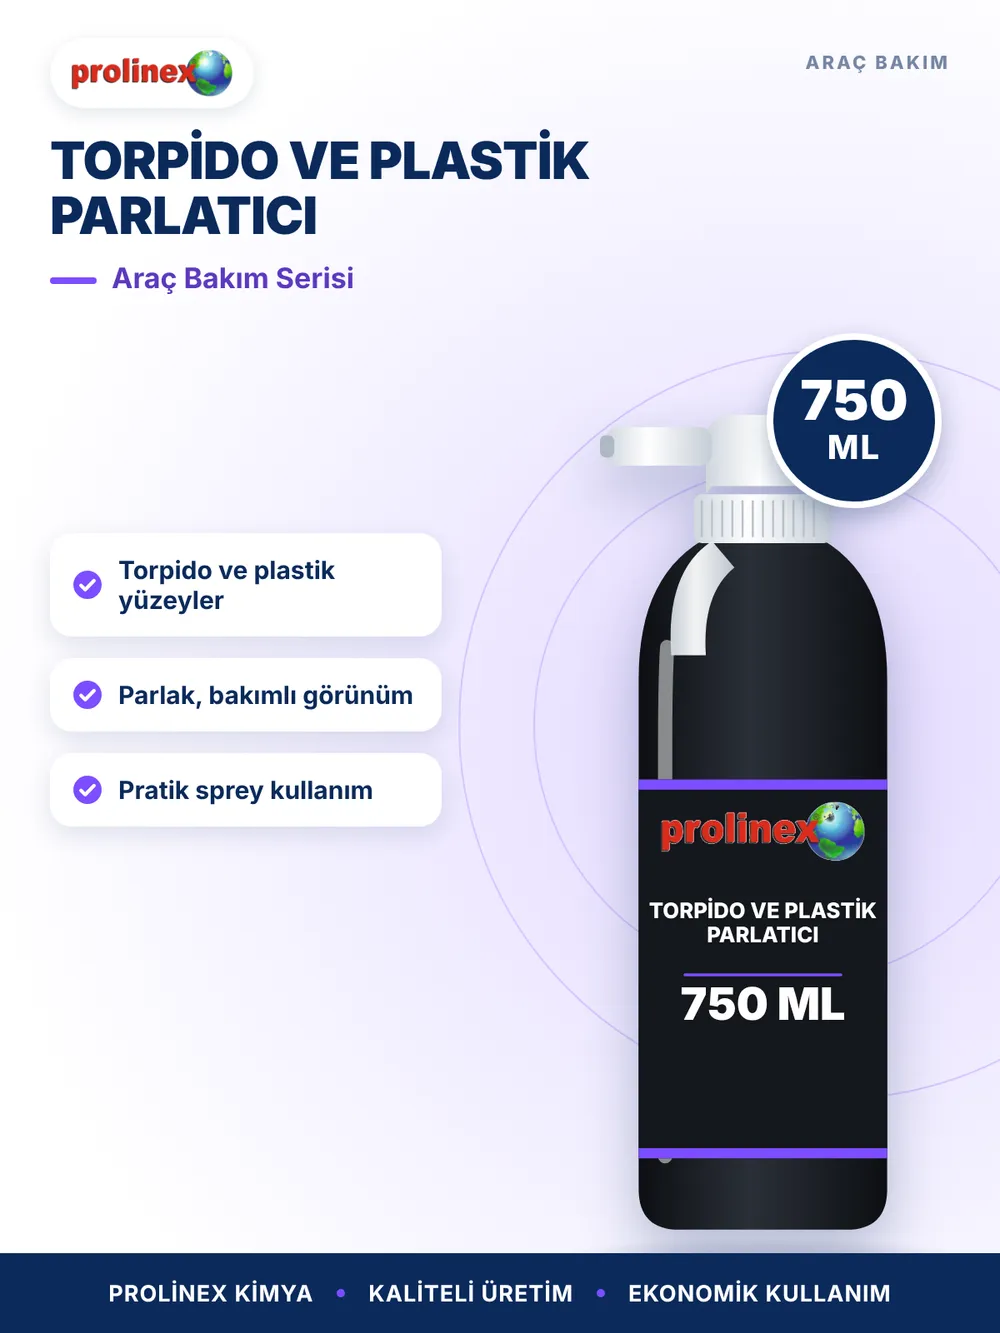 prolinex
ARAÇ BAKIM
TORPİDO VE PLASTİK
PARLATICI
Araç Bakım Serisi
750
ML
Torpido ve plastik
yüzeyler
Parlak, bakımlı görünüm
Pratik sprey kullanım
prolinex
TORPİDO VE PLASTİK
PARLATICI
750 ML
PROLİNEX KİMYA • KALİTELİ ÜRETİM • EKONOMİK KULLANIM